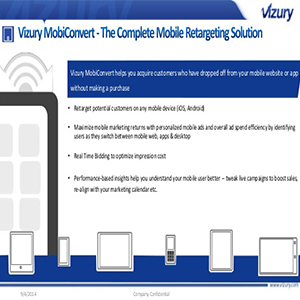 Vizury
Vizury MobiConvert - The Complete Mobile Retargeting Solution
Vizury MobiConvert helps you acquire customers who have dropped off from your mobile website or app
without making a purchase
• Retarget potential customers on any mobile device (iOS, Android)
• Maximize mobile marketing returns with personalized mobile ads and overall ad spend efficiency by identifying
users as they switch between mobile web, apps & desktop
• Real Time Bidding to optimize impression cost
• Performance-based insights help you understand your mobile user better – tweak live campaigns to boost sales,
re-align with your marketing calendar etc.
www.vizury.com
9/4/2014
Company Confidential